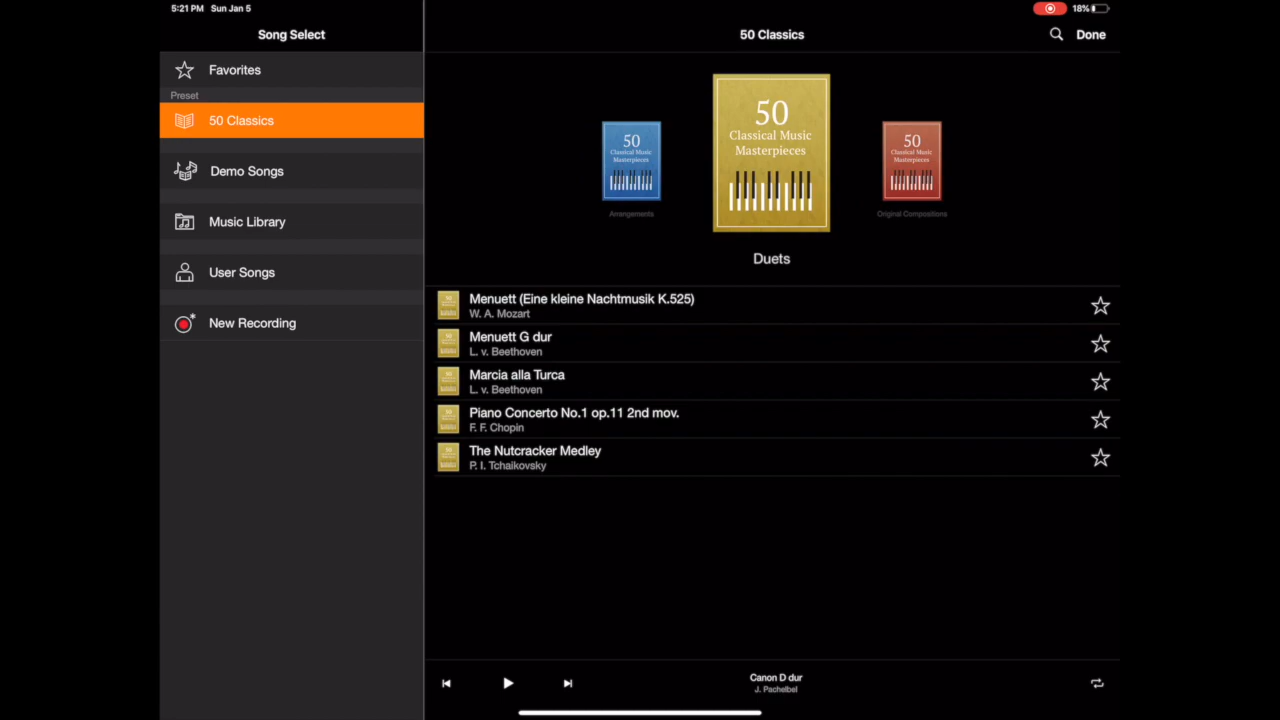 5:21 PM Sun Jan 5
18%
Song Select
50 Classics
Done
Favorites
Preset
50 Classics
Demo Songs
Music Library
User Songs
New Recording
50
Classical Music
Masterpieces
Arrangements
50
Classical Music
Masterpieces
Duets
50
Classical Music
Masterpieces
Original Compositions
Menuett (Eine kleine Nachtmusik K.525)
W. A. Mozart
Menuett G dur
L. v. Beethoven
Marcia alla Turca
L. v. Beethoven
Piano Concerto No.1 op.11 2nd mov.
F. F. Chopin
The Nutcracker Medley
P. I. Tchaikovsky
Canon D dur
J. Pachelbel